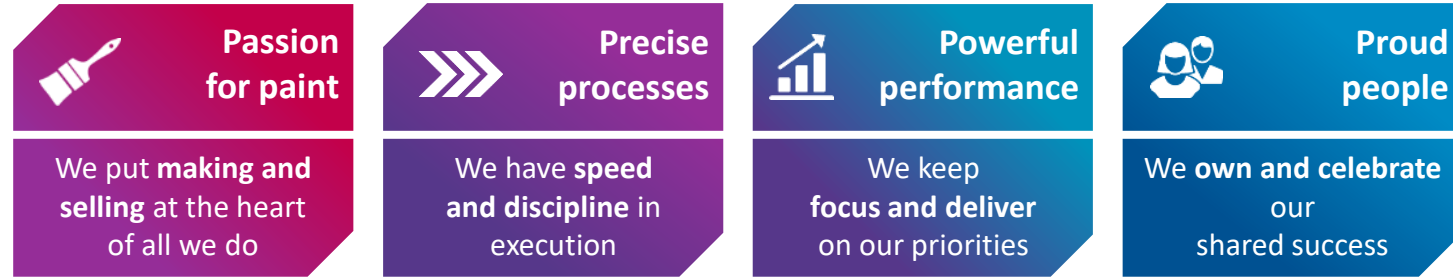 Passion
for paint
We put making and
selling at the heart
of all we do
Precise
processes
We have speed
and discipline in
execution
Powerful
performance
We keep
focus and deliver
on our priorities
Proud
people
We own and celebrate
our
shared success